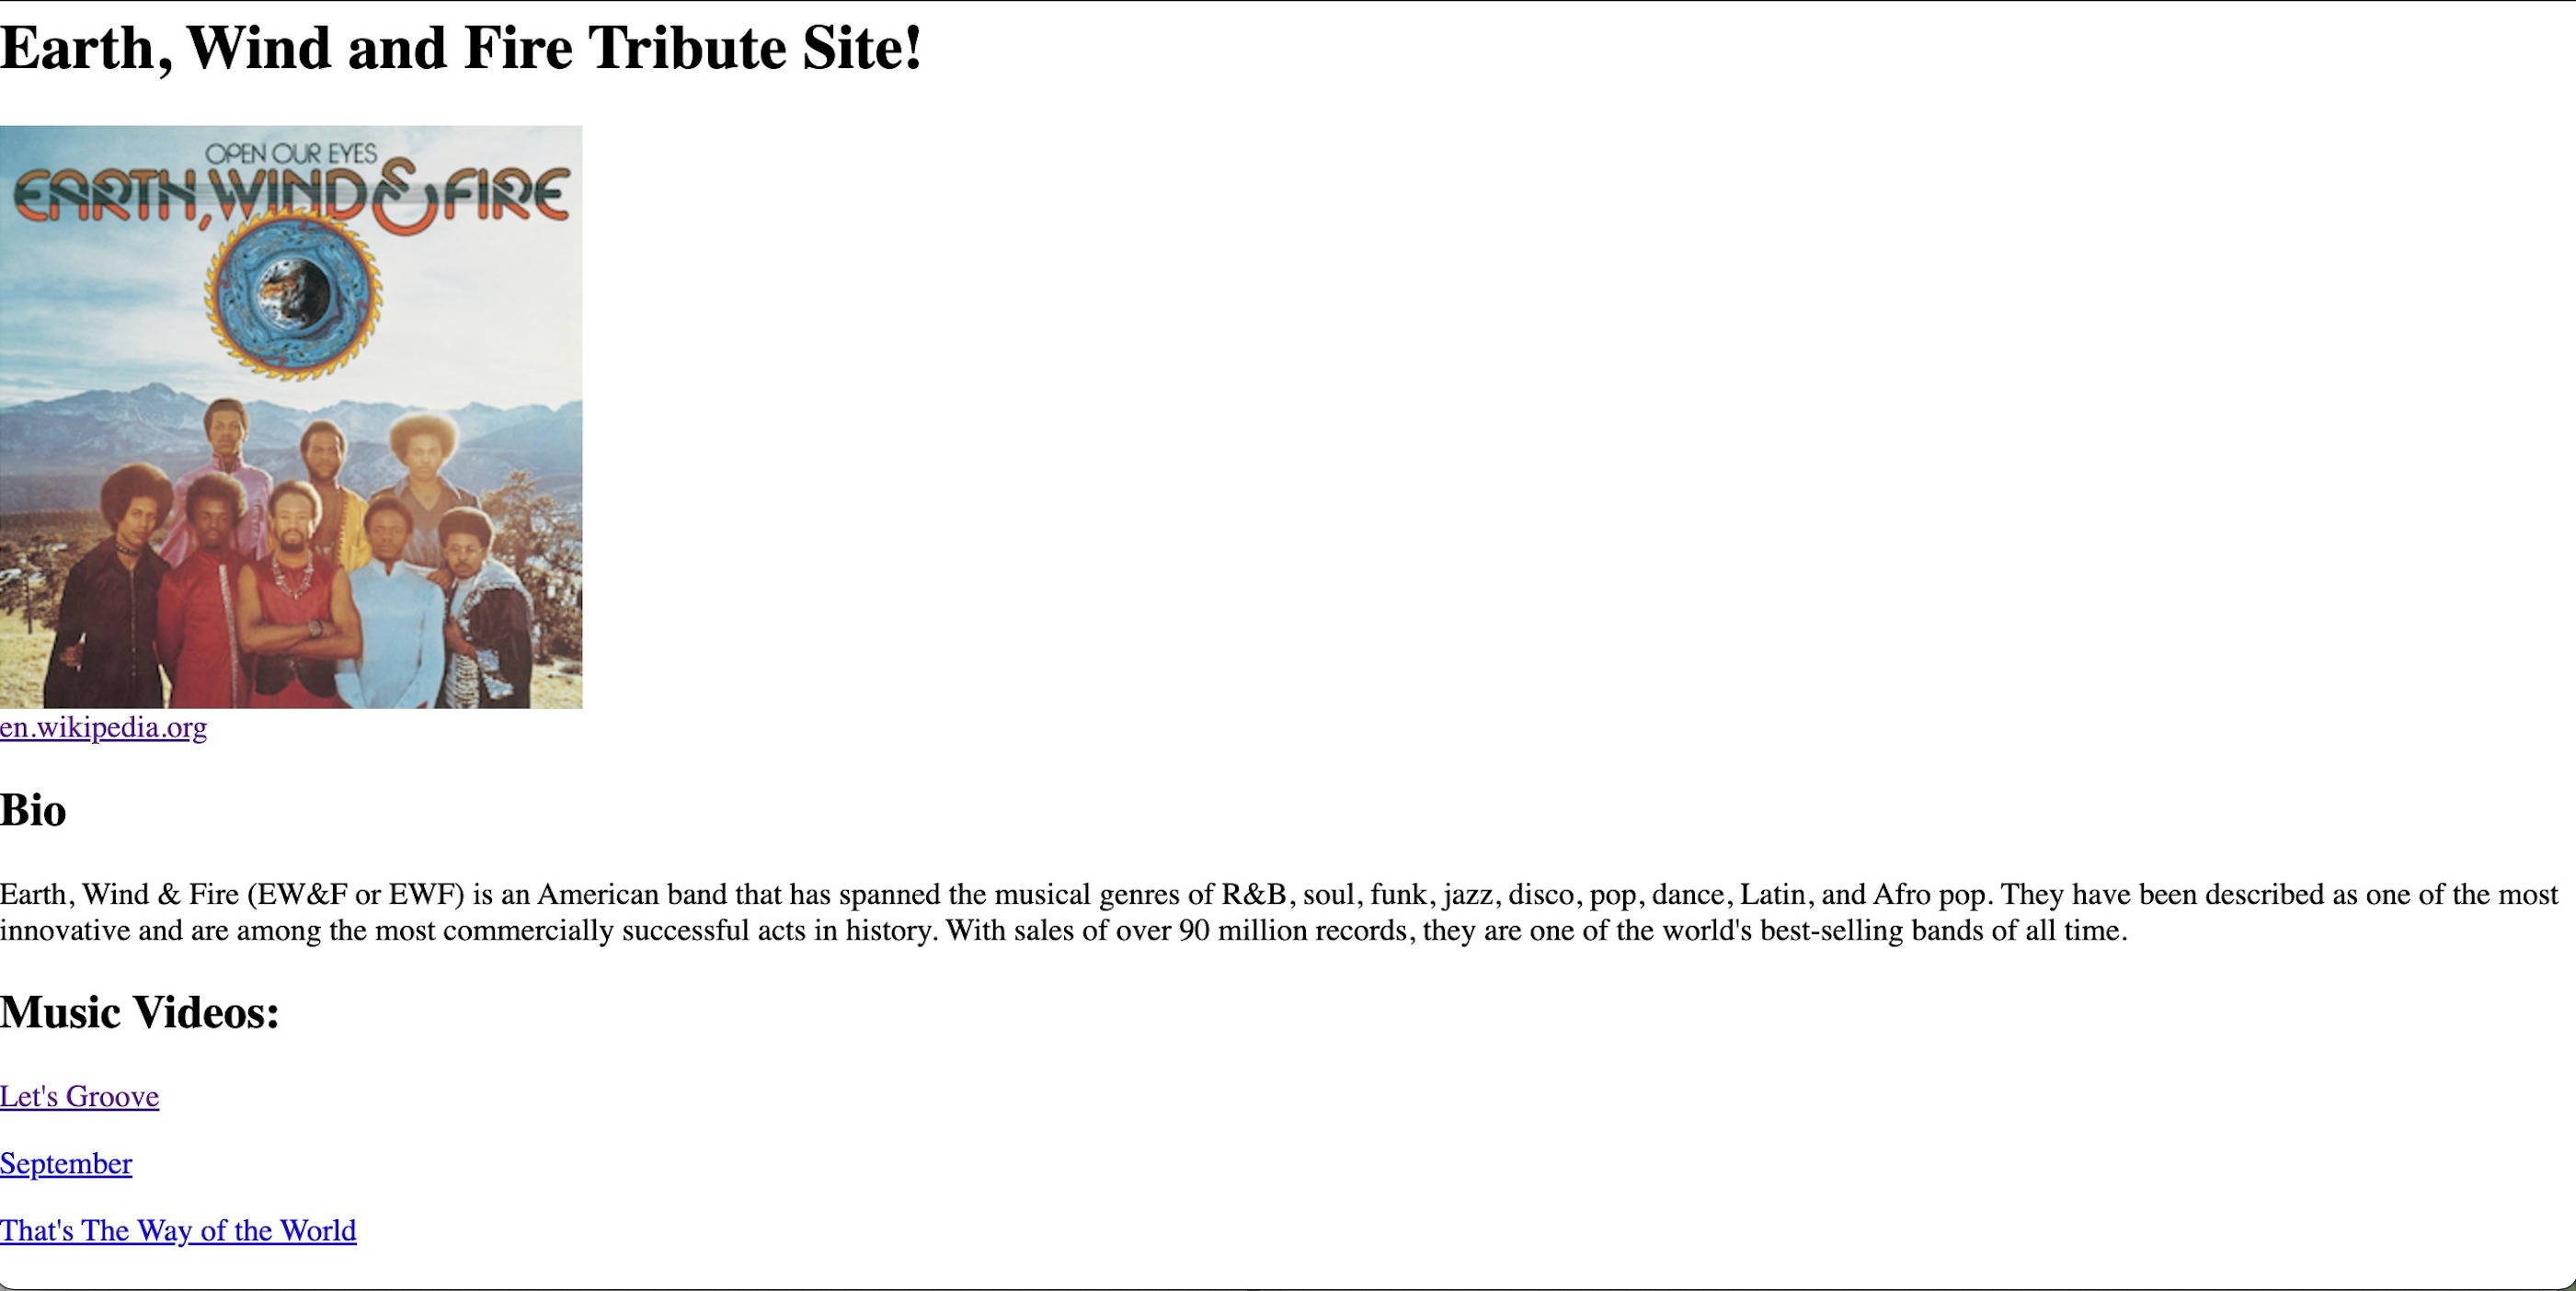 Earth, Wind and Fire Tribute Site!
OPEN OUR EYES
EARTH, WIND & FIRE
en.wikipedia.org
Bio
Earth, Wind & Fire (EW&F or EWF) is an American band that has spanned the musical genres of R&B, soul, funk, jazz, disco, pop, dance, Latin, and Afro pop. They have been described as one of the most
innovative and are among the most commercially successful acts in history. With sales of over 90 million records, they are one of the world's best-selling bands of all time.
Music Videos:
Let's Groove
September
That's The Way of the World